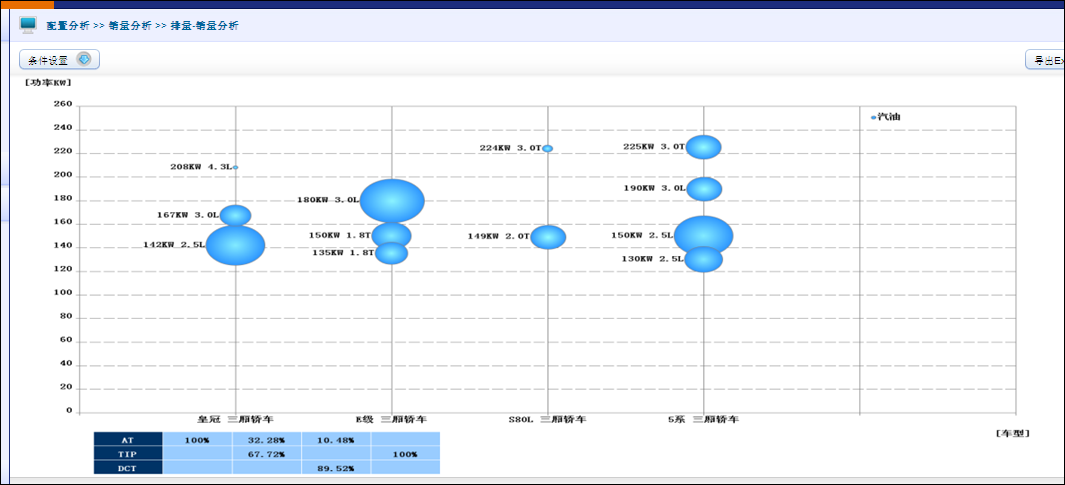 配置分析 >> 销量分析 >> 排量-销量分析
条件设置
导出Ex
[功率KW]
260
240
汽油
220
224KW 3.0T
225KW 3.0T
200
208KW 4.3L
180
180KW 3.0L
190KW 3.0L
160
167KW 3.0L
150KW 1.8T
149KW 2.0T
150KW 2.5L
140
142KW 2.5L
135KW 1.8T
130KW 2.5L
120
100
80
60
40
20
0
皇冠 三厢轿车 E级 三厢轿车 S80L 三厢轿车 5系 三厢轿车
[车型]
AT 100% 32.28% 10.48%
TIP 67.72% 100%
DCT 89.52%